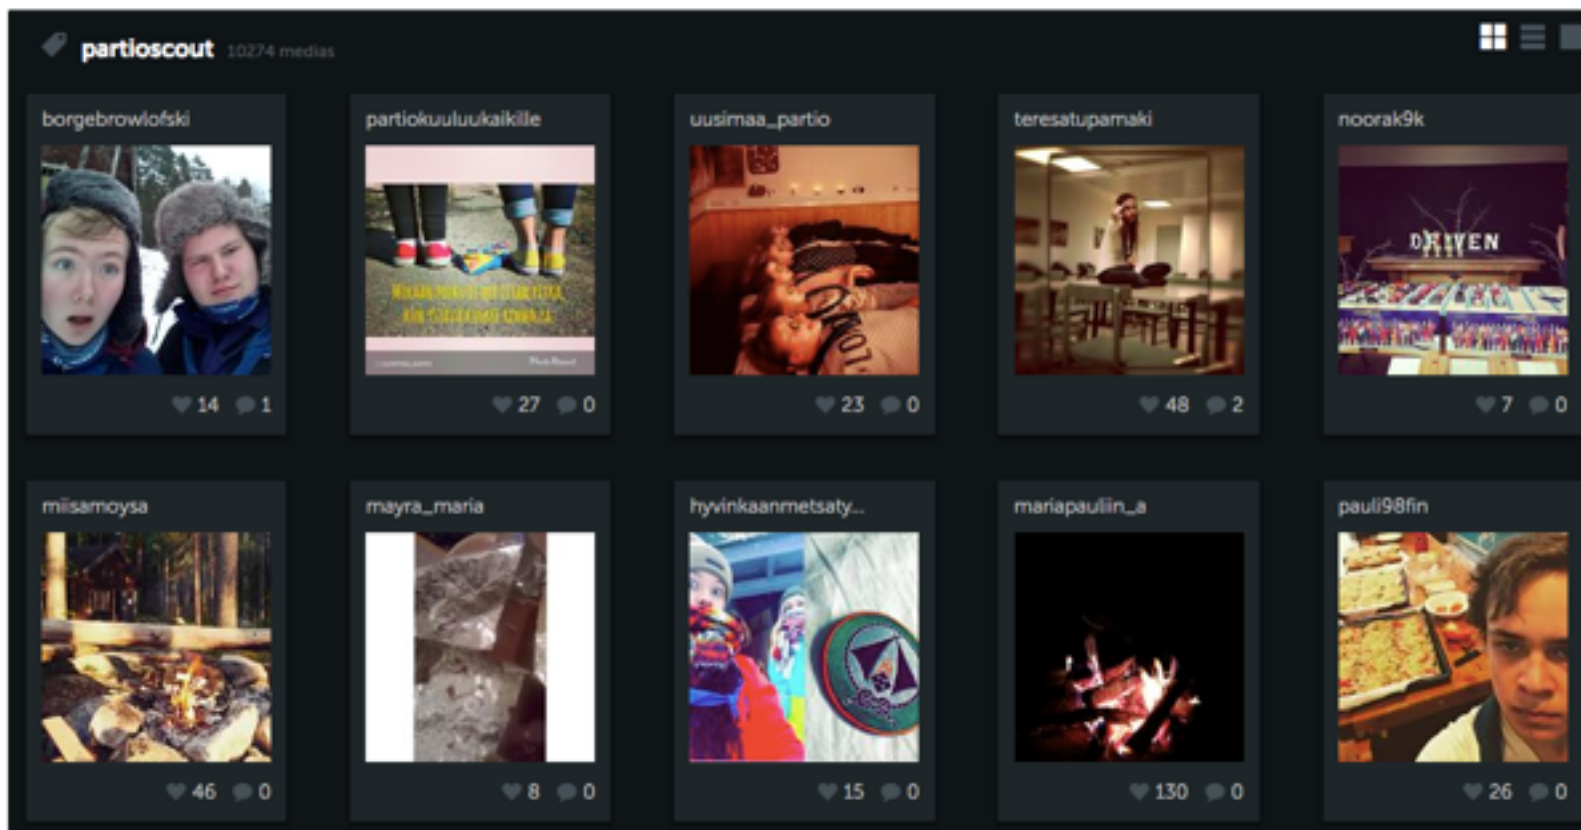 partioscout 10274 medias
borgebrowlofski
partiokuuluukaikille
uusimaa_partio
teresatupamaki
noorak9k
DRIVEN
14 1
27 0
23 0
48 2
7 0
miisamoysa
mayra_maria
hyvinkaanmetsaty...
mariapauliin_a
pauli98fin
46 0
8 0
15 0
130 0
26 0